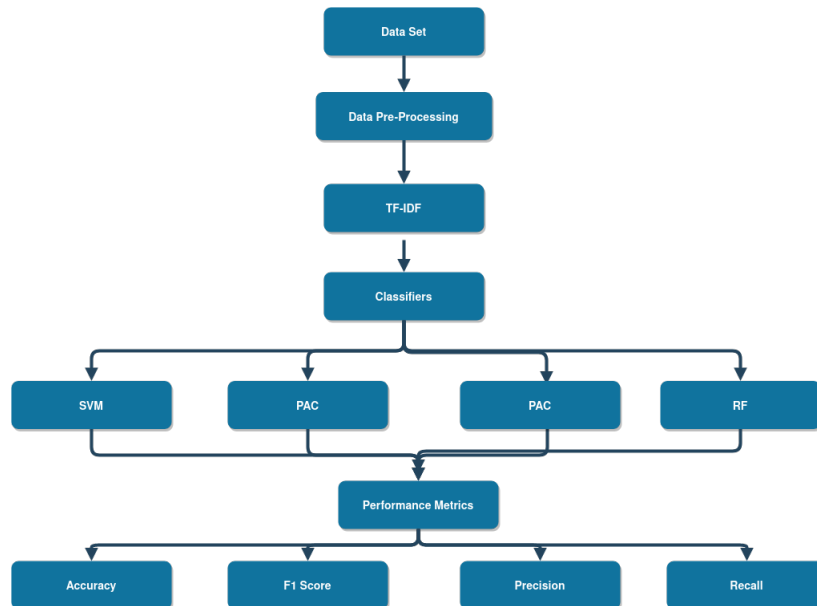 Data Set
Data Pre-Processing
TF-IDF
Classifiers
SVM
PAC
PAC
RF
Performance Metrics
Accuracy
F1 Score
Precision
Recall